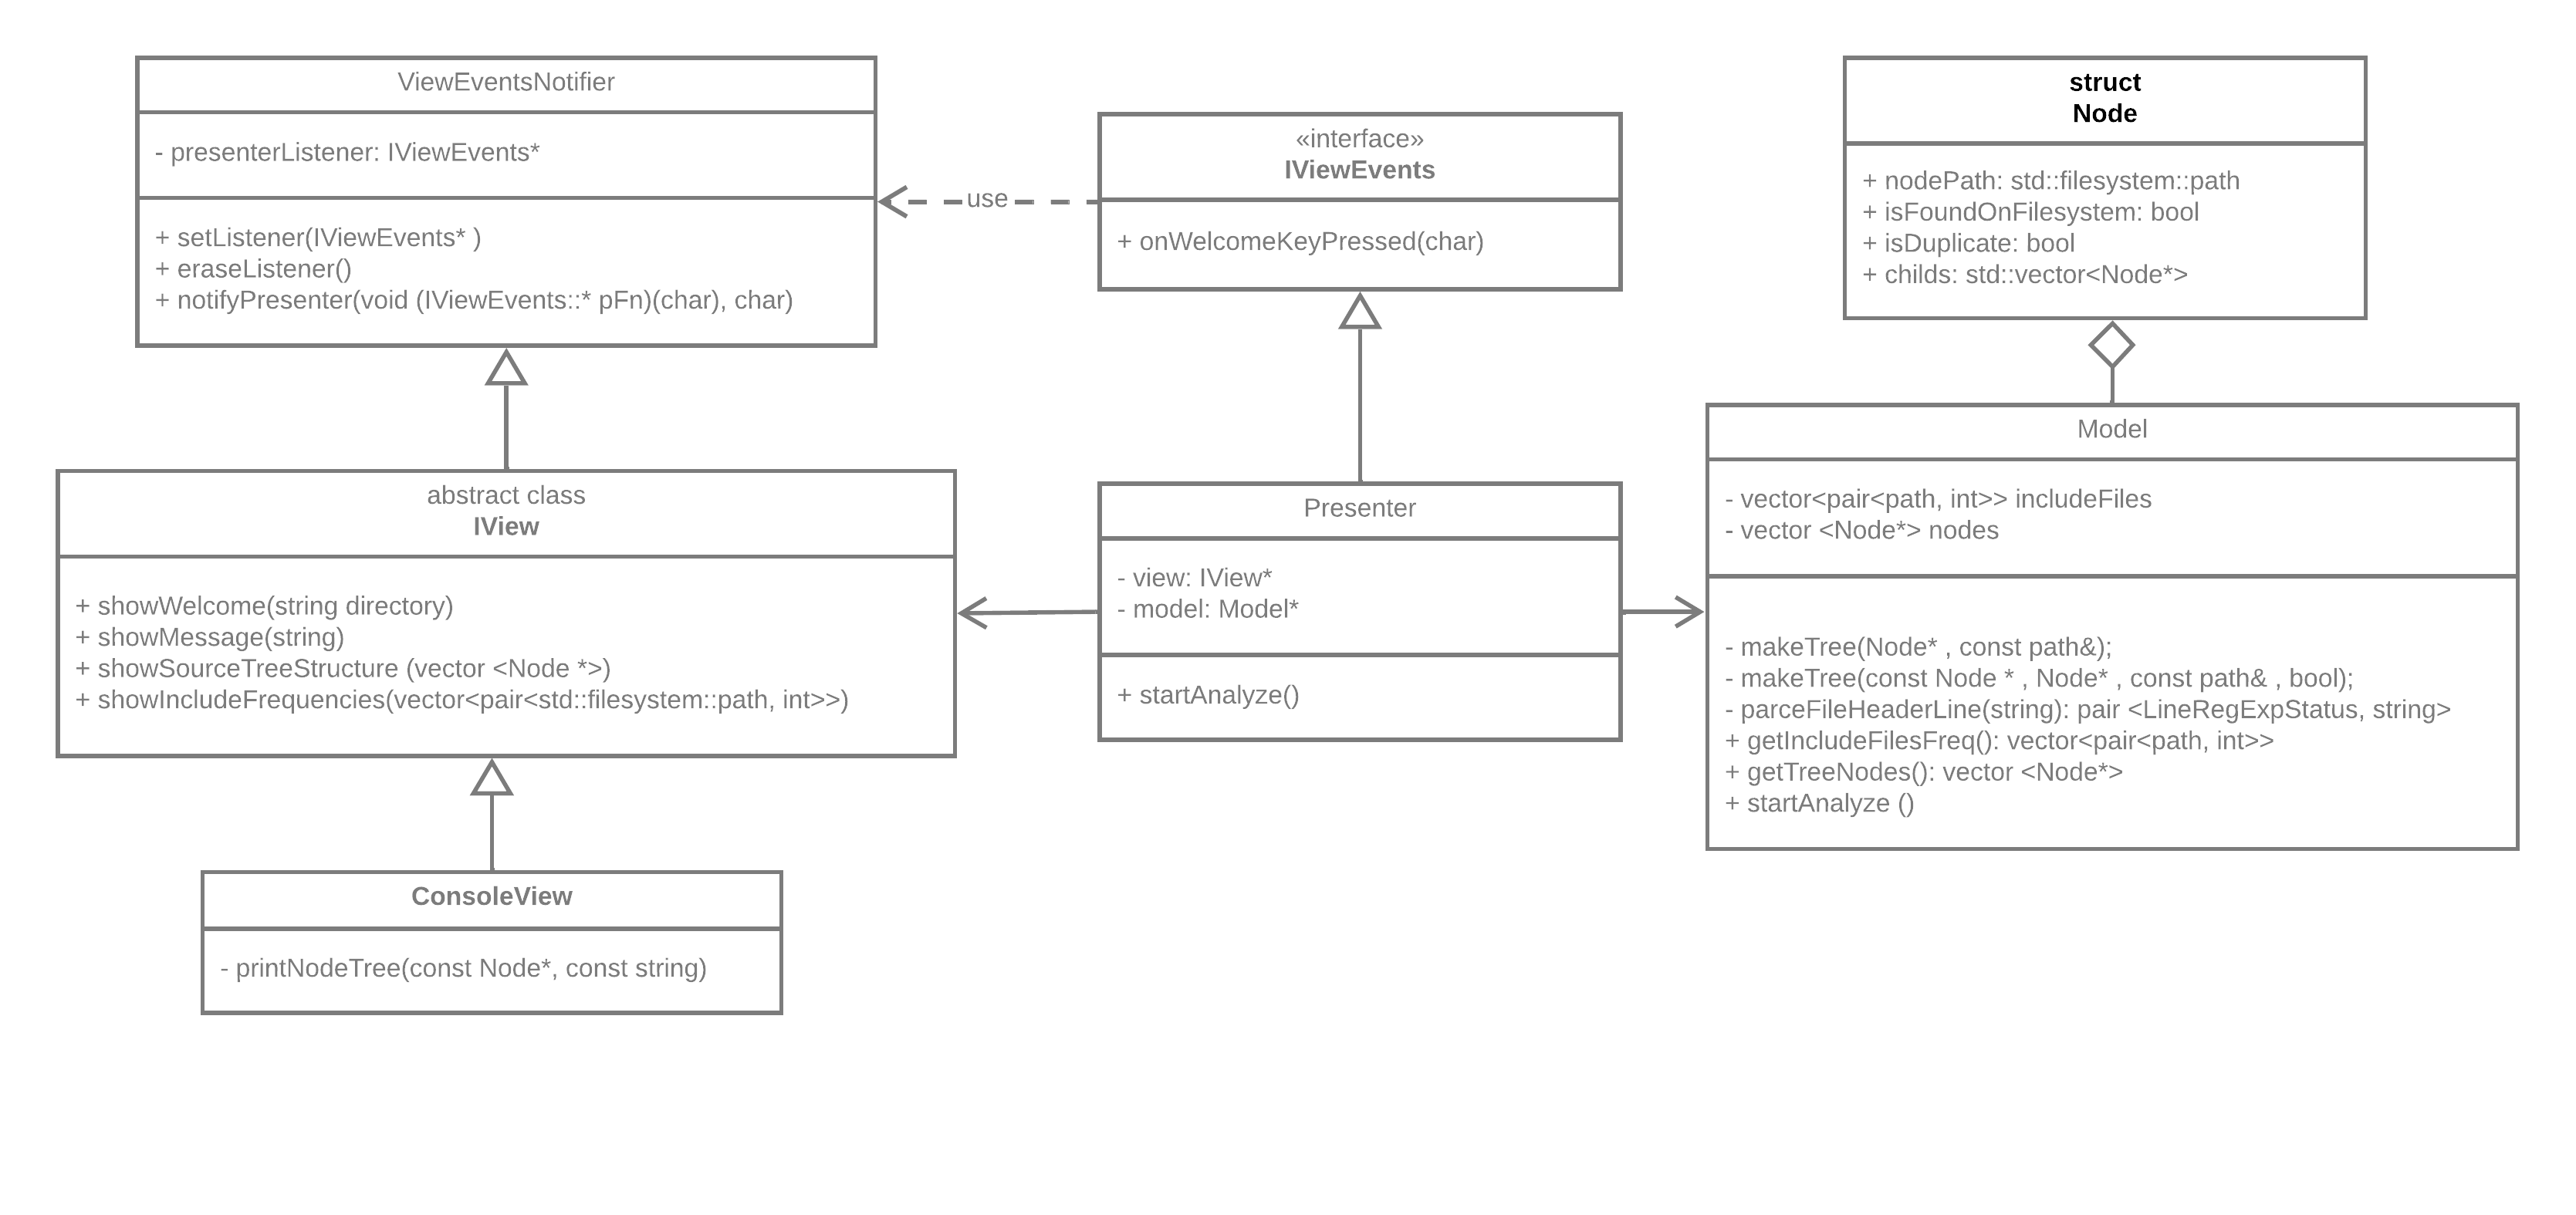 ViewEventsNotifier
- presenterListener: IViewEvents*
+ setListener(IViewEvents* )
+ eraseListener()
+ notifyPresenter(void (IViewEvents::* pFn)(char), char)
use
«interface»
IViewEvents
+ onWelcomeKeyPressed(char)
struct
Node
+ nodePath: std::filesystem::path
+ isFoundOnFilesystem: bool
+ isDuplicate: bool
+ childs: std::vector<Node*>
abstract class
IView
+ showWelcome(string directory)
+ showMessage(string)
+ showSourceTreeStructure (vector <Node *>)
+ showIncludeFrequencies(vector<pair<std::filesystem::path, int>>)
Presenter
- view: IView*
- model: Model*
+ startAnalyze()
Model
- vector<pair<path, int>> includeFiles
- vector <Node*> nodes
- makeTree(Node* , const path&);
- makeTree(const Node * , Node* , const path& , bool);
- parceFileHeaderLine(string): pair <LineRegExpStatus, string>
+ getIncludeFilesFreq(): vector<pair<path, int>>
+ getTreeNodes(): vector <Node*>
+ startAnalyze ()
ConsoleView
- printNodeTree(const Node*, const string)